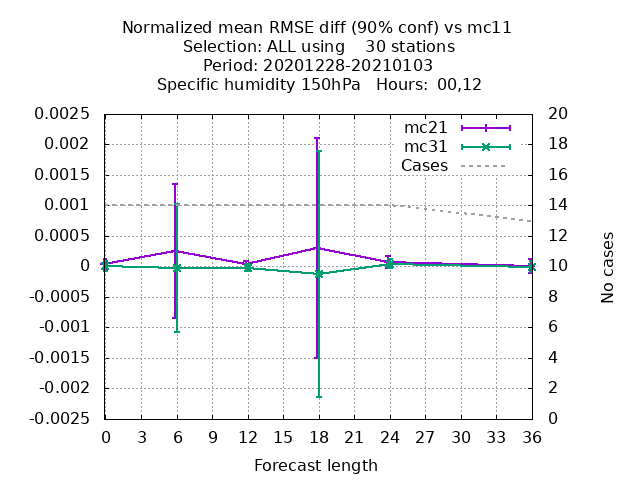 Normalized mean RMSE diff (90% conf) vs mc11
Selection: ALL using    30 stations
Period: 20201228-20210103
Specific humidity 150hPa   Hours: 00,12
0.0025
0.002
0.0015
0.001
0.0005
0
-0.0005
-0.001
-0.0015
-0.002
-0.0025
mc21
mc31
Cases
20
18
16
14
12
10
8
6
4
2
0
No cases
0 3 6 9 12 15 18 21 24 27 30 33 36
Forecast length